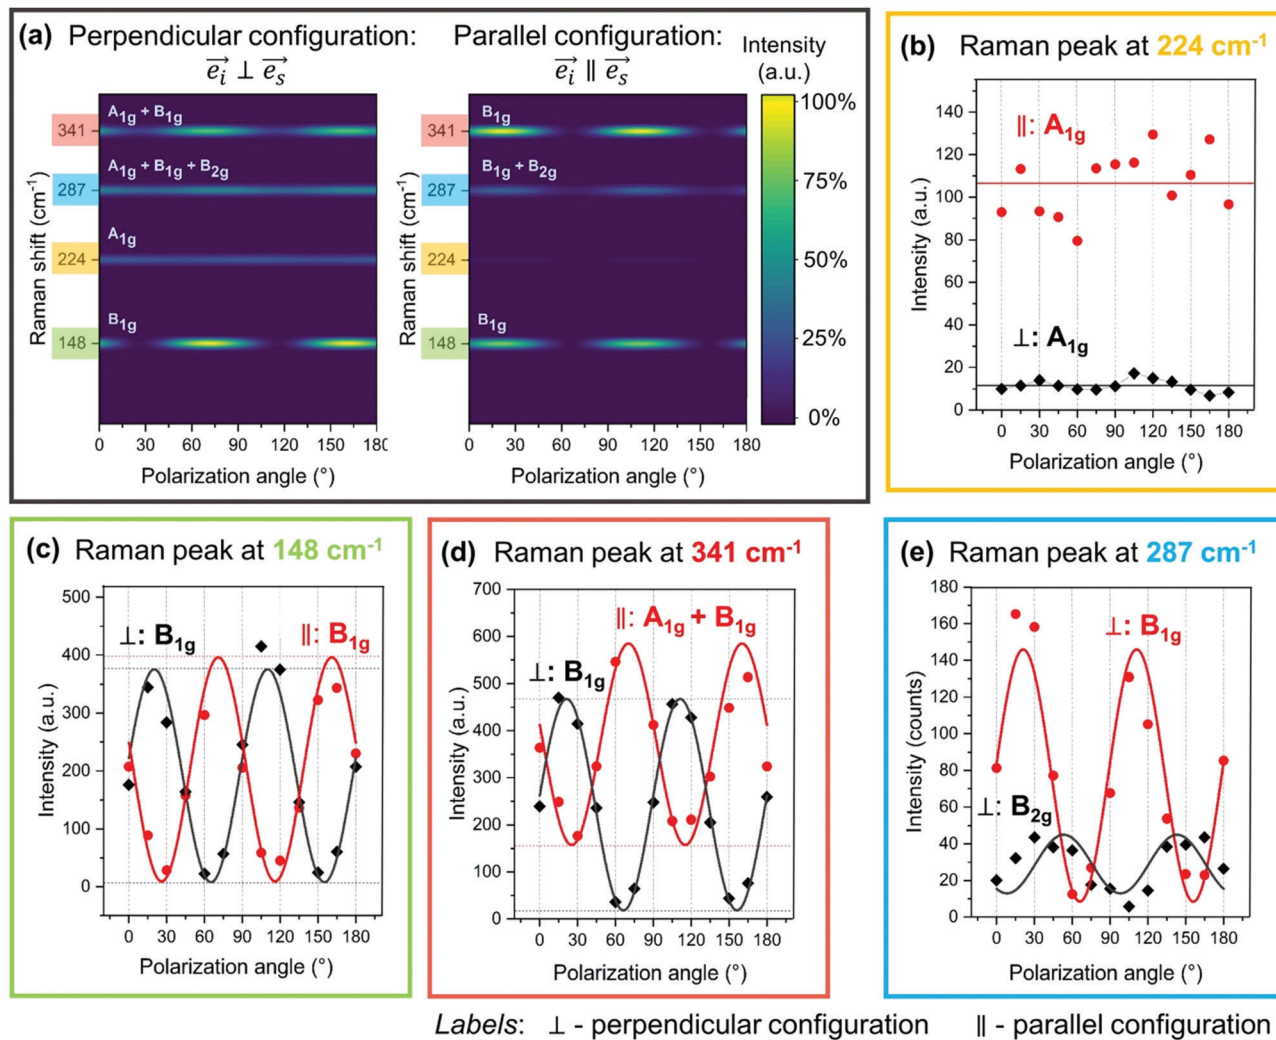 (a) Perpendicular configuration:
e_i ⊥ e_s
Parallel configuration:
e_i ∥ e_s
Intensity
(a.u.)
Raman shift (cm⁻¹)
341
287
224
148
A1g + B1g
A1g + B1g + B2g
A1g
B1g
0 30 60 90 120 150 180
Polarization angle (°)
Raman shift (cm⁻¹)
341
287
224
148
B1g
B1g + B2g
B1g
0 30 60 90 120 150 180
Polarization angle (°)
100%
75%
50%
25%
0%
(b) Raman peak at 224 cm⁻¹
Intensity (a.u.)
140
120
100
80
60
40
20
0
∥: A1g
⊥: A1g
0 30 60 90 120 150 180
Polarization angle (°)
(c) Raman peak at 148 cm⁻¹
Intensity (a.u.)
500
400
300
200
100
0
⊥: B1g
∥: B1g
0 30 60 90 120 150 180
Polarization angle (°)
(d) Raman peak at 341 cm⁻¹
Intensity (a.u.)
700
600
500
400
300
200
100
0
∥: A1g + B1g
⊥: B1g
0 30 60 90 120 150 180
Polarization angle (°)
(e) Raman peak at 287 cm⁻¹
Intensity (counts)
180
160
140
120
100
80
60
40
20
0
⊥: B1g
⊥: B2g
0 30 60 90 120 150 180
Polarization angle (°)
Labels: ⊥ - perpendicular configuration ∥ - parallel configuration